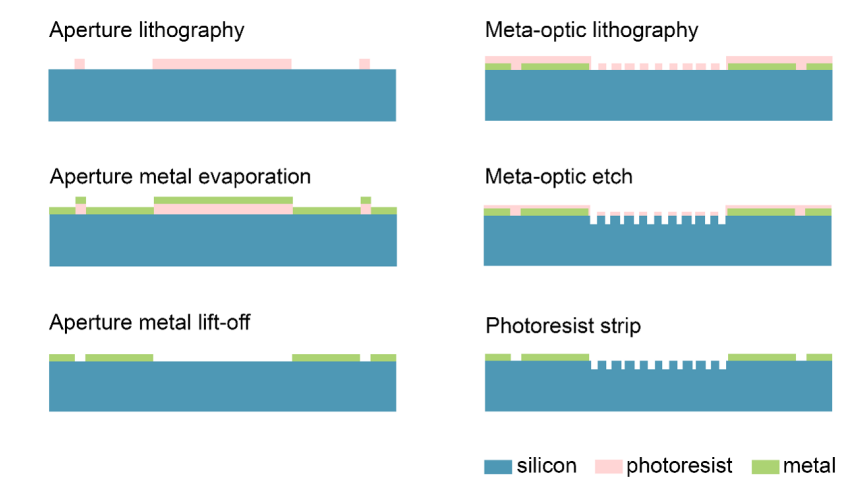 Aperture lithography
Aperture metal evaporation
Aperture metal lift-off
Meta-optic lithography
Meta-optic etch
Photoresist strip
silicon photoresist metal